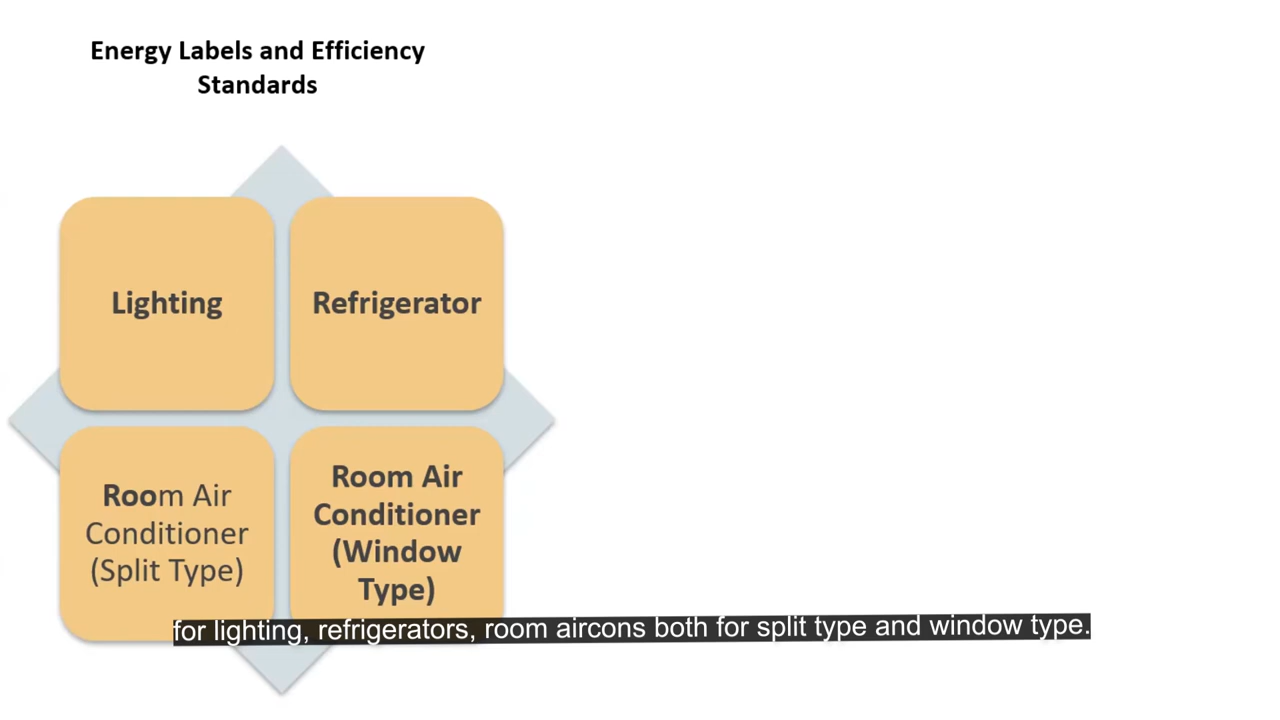 Energy Labels and Efficiency
Standards
Lighting
Refrigerator
Room Air
Conditioner
(Split Type)
Room Air
Conditioner
(Window
Type)
for lighting, refrigerators, room aircons both for split type and window type.